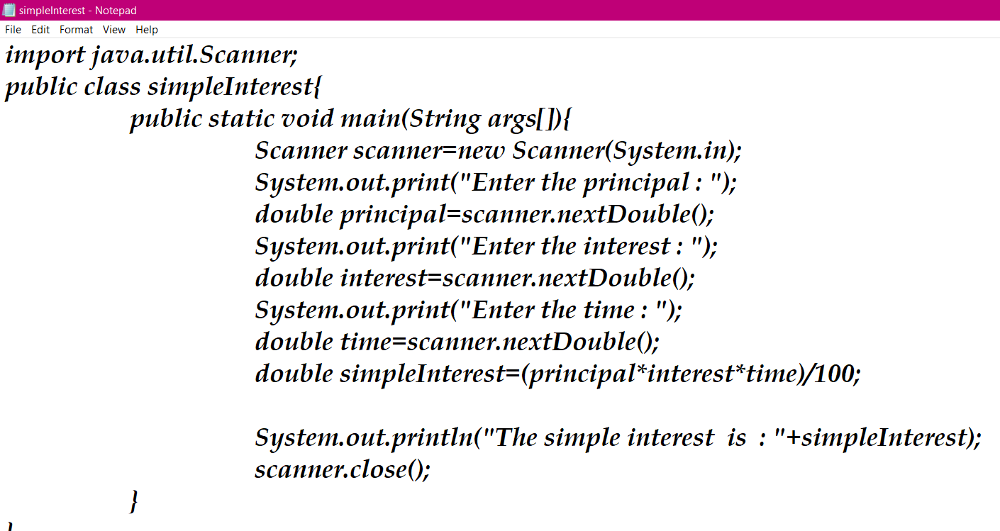 simpleInterest - Notepad
File Edit Format View Help
import java.util.Scanner;
public class simpleInterest{
public static void main(String args[]){
Scanner scanner=new Scanner(System.in);
System.out.print("Enter the principal : ");
double principal=scanner.nextDouble();
System.out.print("Enter the interest : ");
double interest=scanner.nextDouble();
System.out.print("Enter the time : ");
double time=scanner.nextDouble();
double simpleInterest=(principal*interest*time)/100;
System.out.println("The simple interest  is  : "+simpleInterest);
scanner.close();
}
}